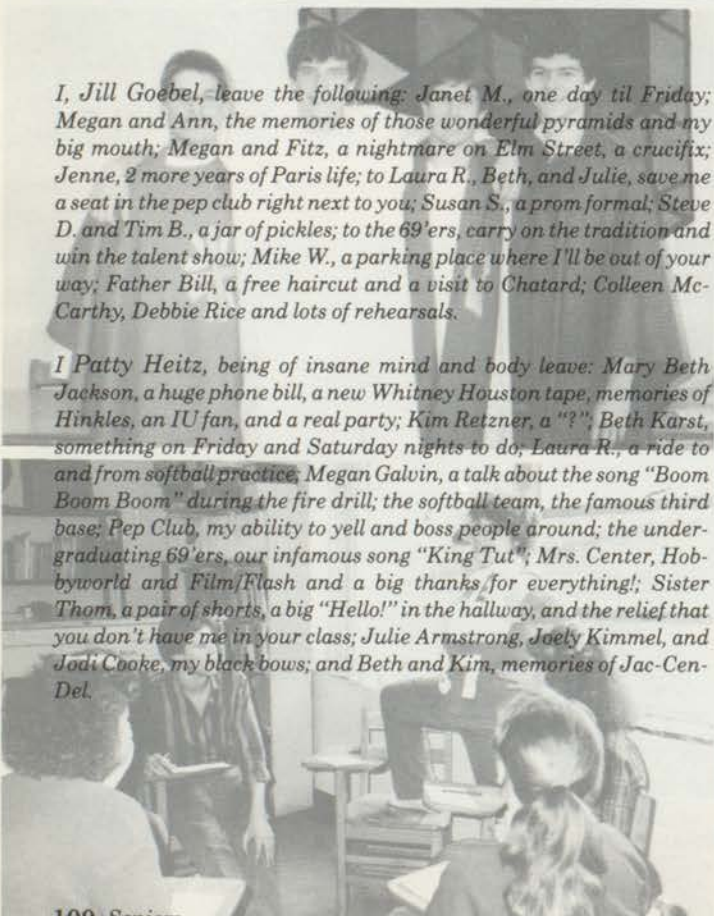 I, Jill Goebel, leave the following: Janet M., one day til Friday;
Megan and Ann, the memories of those wonderful pyramids and my
big mouth; Megan and Fitz, a nightmare on Elm Street, a crucifix;
Jenne, 2 more years of Paris life; to Laura R., Beth, and Julie, save me
a seat in the pep club right next to you; Susan S., a prom formal; Steve
D. and Tim B., a jar of pickles; to the 69'ers, carry on the tradition and
win the talent show; Mike W., a parking place where I'll be out of your
way; Father Bill, a free haircut and a visit to Chatard; Colleen Mc-
Carthy, Debbie Rice and lots of rehearsals.
I Patty Heitz, being of insane mind and body leave: Mary Beth
Jackson, a huge phone bill, a new Whitney Houston tape, memories of
Hinkles, an IU fan, and a real party; Kim Retzner, a "?"; Beth Karst,
something on Friday and Saturday nights to do; Laura R., a ride to
and from softball practice; Megan Galvin, a talk about the song "Boom
Boom Boom" during the fire drill; the softball team, the famous third
base; Pep Club, my ability to yell and boss people around; the under-
graduating 69'ers, our infamous song "King Tut"; Mrs. Center, Hob-
byworld and Film/Flash and a big thanks for everything!; Sister
Thom, a pair of shorts, a big "Hello!" in the hallway, and the relief that
you don't have me in your class; Julie Armstrong, Joely Kimmel, and
Jodi Cooke, my black bows; and Beth and Kim, memories of Jac-Cen-
Del.
100 Seniors